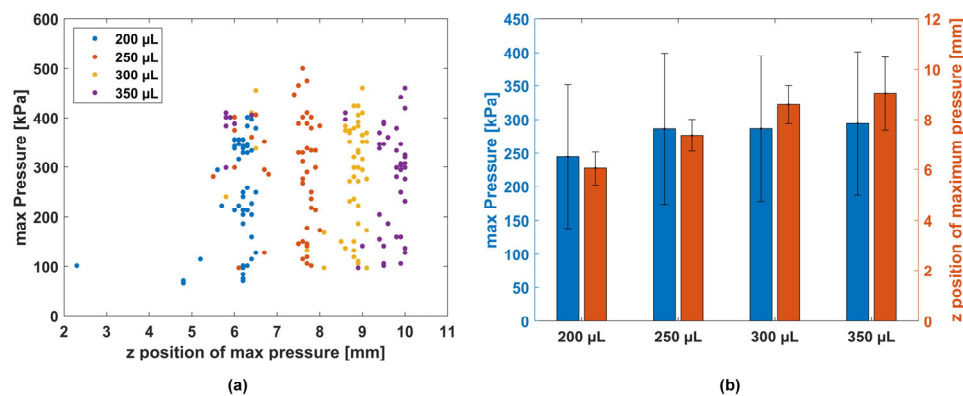 600
500
400
300
200
100
0
max Pressure [kPa]
200 µL
250 µL
300 µL
350 µL
2 3 4 5 6 7 8 9 10 11
z position of max pressure [mm]
(a)
450
400
350
300
250
200
150
100
50
0
max Pressure [kPa]
200 µL 250 µL 300 µL 350 µL
12
10
8
6
4
2
0
z position of maximum pressure [mm]
(b)